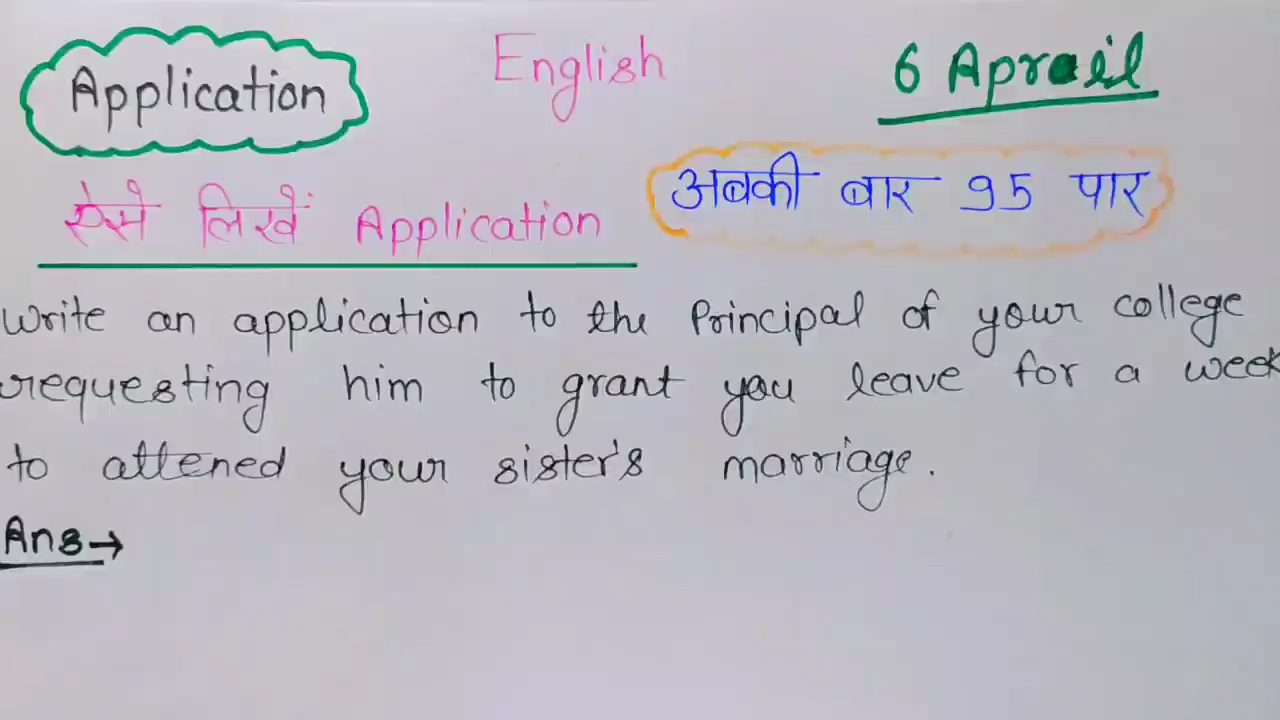 Application
English
6 Aprail
ऐसे लिखें Application
अबकी बार 95 पार
Write an application to the Principal of your college
requesting him to grant you leave for a week
to attened your sister's marriage.
Ans→